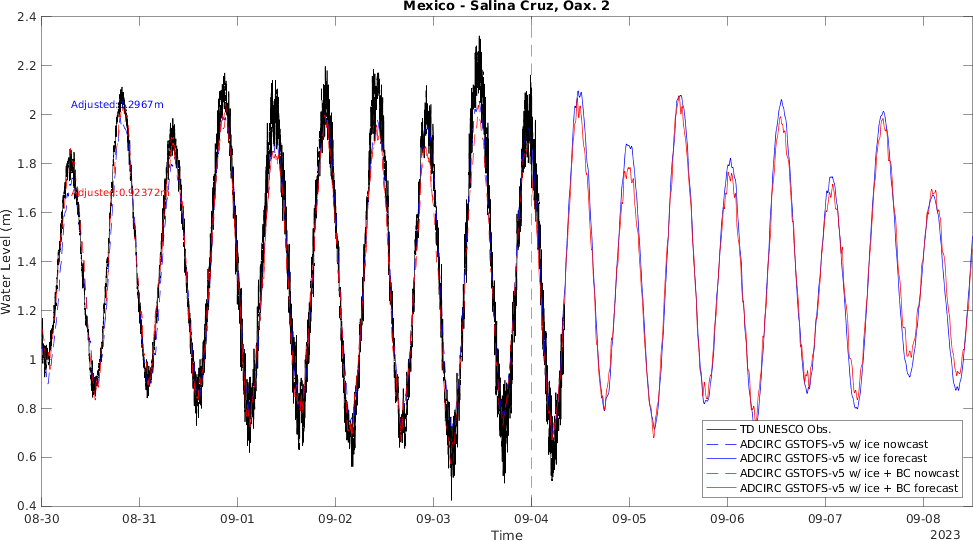 Mexico - Salina Cruz, Oax. 2
2.4
2.2
2
1.8
1.6
1.4
1.2
1
0.8
0.6
0.4
Water Level (m)
Adjusted:1.2967m
Adjusted:0.92372m
TD UNESCO Obs.
ADCIRC GSTOFS-v5 w/ ice nowcast
ADCIRC GSTOFS-v5 w/ ice forecast
ADCIRC GSTOFS-v5 w/ ice + BC nowcast
ADCIRC GSTOFS-v5 w/ ice + BC forecast
08-30 08-31 09-01 09-02 09-03 09-04 09-05 09-06 09-07 09-08
Time
2023